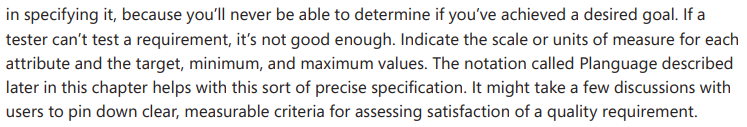 in specifying it, because you’ll never be able to determine if you’ve achieved a desired goal. If a
tester can’t test a requirement, it’s not good enough. Indicate the scale or units of measure for each
attribute and the target, minimum, and maximum values. The notation called Planguage described
later in this chapter helps with this sort of precise specification. It might take a few discussions with
users to pin down clear, measurable criteria for assessing satisfaction of a quality requirement.